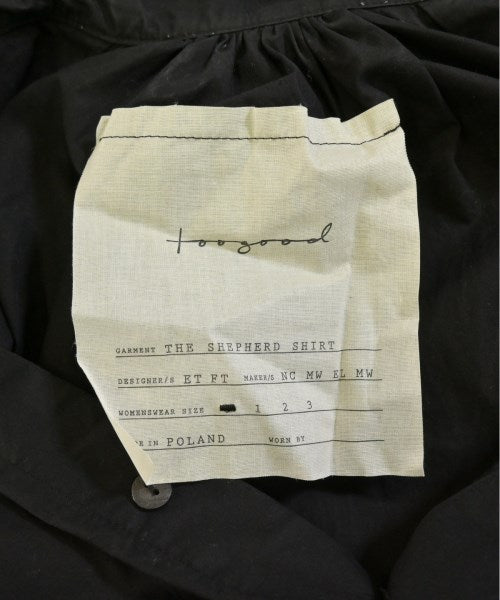 toogood
GARMENT THE SHEPHERD SHIRT
DESIGNER/S ET FT MAKER/S NC MW EL MW
WOMENSWEAR SIZE 1 2 3
IN POLAND WORN BY